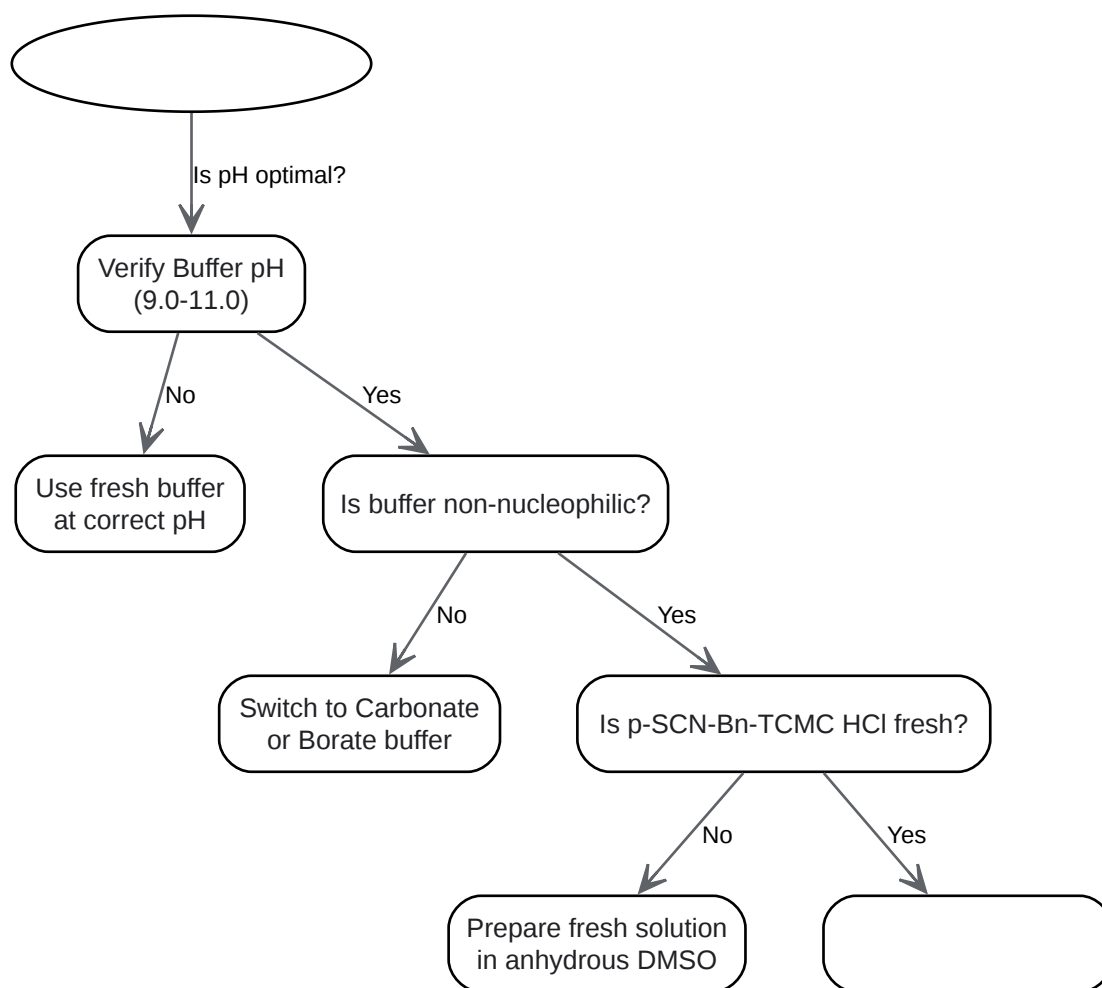 Is pH optimal?
Verify Buffer pH
(9.0-11.0)
No
Yes
Use fresh buffer
at correct pH
Is buffer non-nucleophilic?
No
Yes
Switch to Carbonate
or Borate buffer
Is p-SCN-Bn-TCMC HCl fresh?
No
Yes
Prepare fresh solution
in anhydrous DMSO